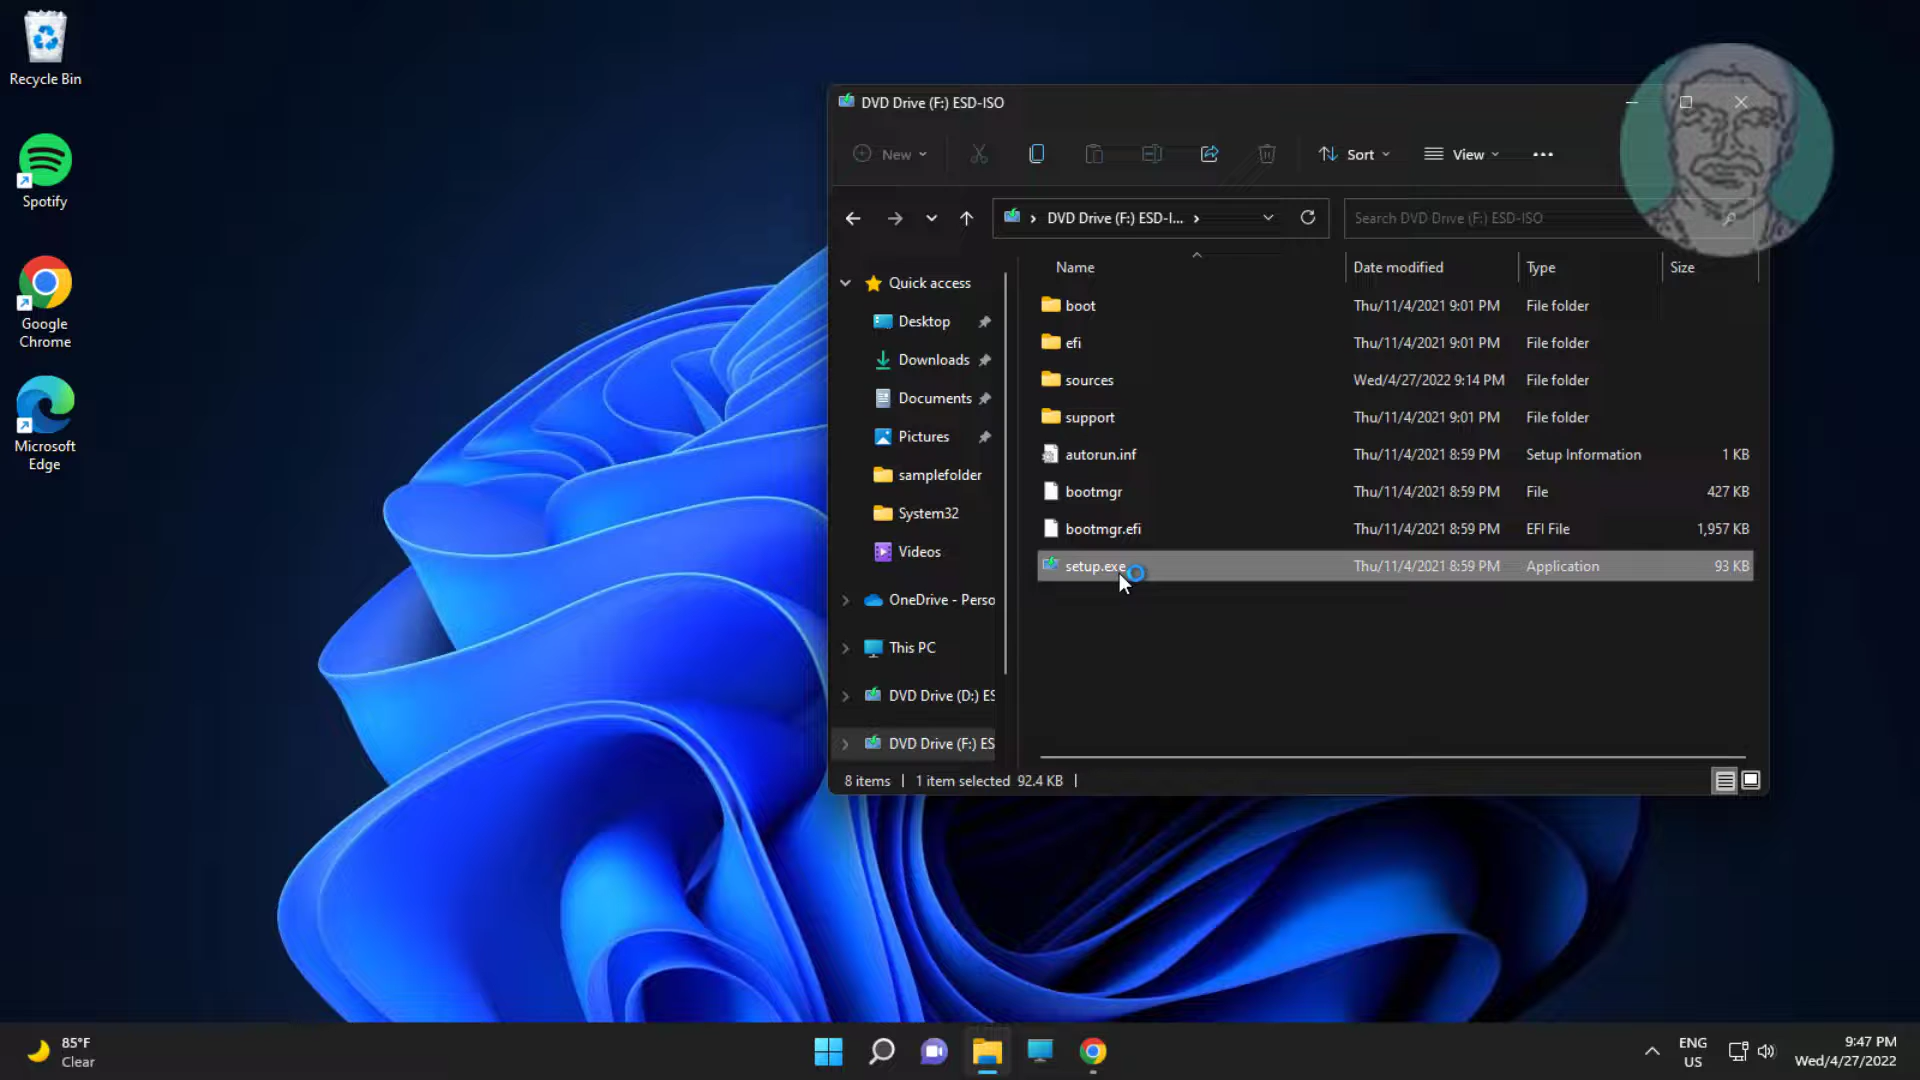 Recycle Bin
Spotify
Google
Chrome
Microsoft
Edge
DVD Drive (F:) ESD-ISO
New
Sort
View
DVD Drive (F:) ESD-I...
Search DVD Drive (F:) ESD-ISO
Name Date modified Type Size
boot Thu/11/4/2021 9:01 PM File folder
efi Thu/11/4/2021 9:01 PM File folder
sources Wed/4/27/2022 9:14 PM File folder
support Thu/11/4/2021 9:01 PM File folder
autorun.inf Thu/11/4/2021 8:59 PM Setup Information 1 KB
bootmgr Thu/11/4/2021 8:59 PM File 427 KB
bootmgr.efi Thu/11/4/2021 8:59 PM EFI File 1,957 KB
setup.exe Thu/11/4/2021 8:59 PM Application 93 KB
Quick access
Desktop
Downloads
Documents
Pictures
samplefolder
System32
Videos
OneDrive - Perso
This PC
DVD Drive (D:) ES
DVD Drive (F:) ES
8 items | 1 item selected 92.4 KB |
85°F
Clear
ENG
US
9:47 PM
Wed/4/27/2022